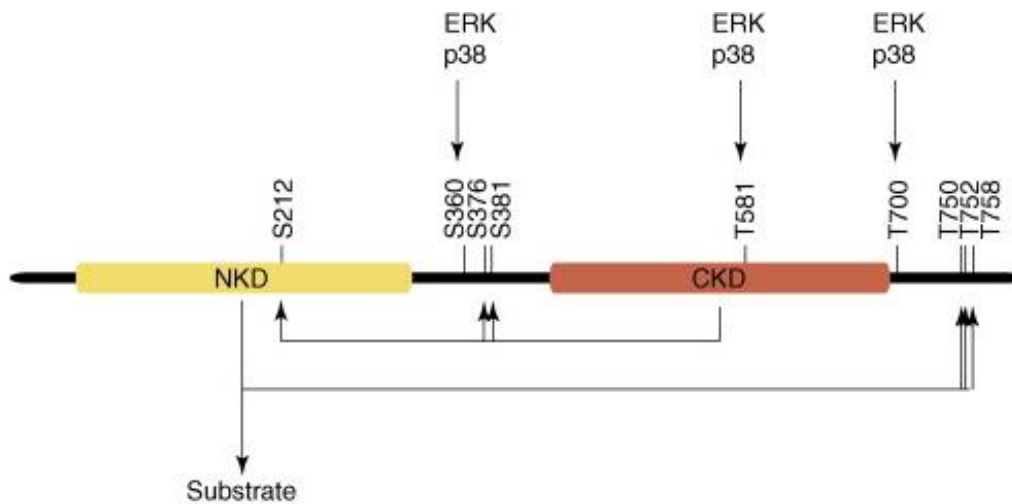 ERK
p38
ERK
p38
ERK
p38
S212
S360
S376
S381
T581
T700
T750
T752
T758
NKD
CKD
Substrate